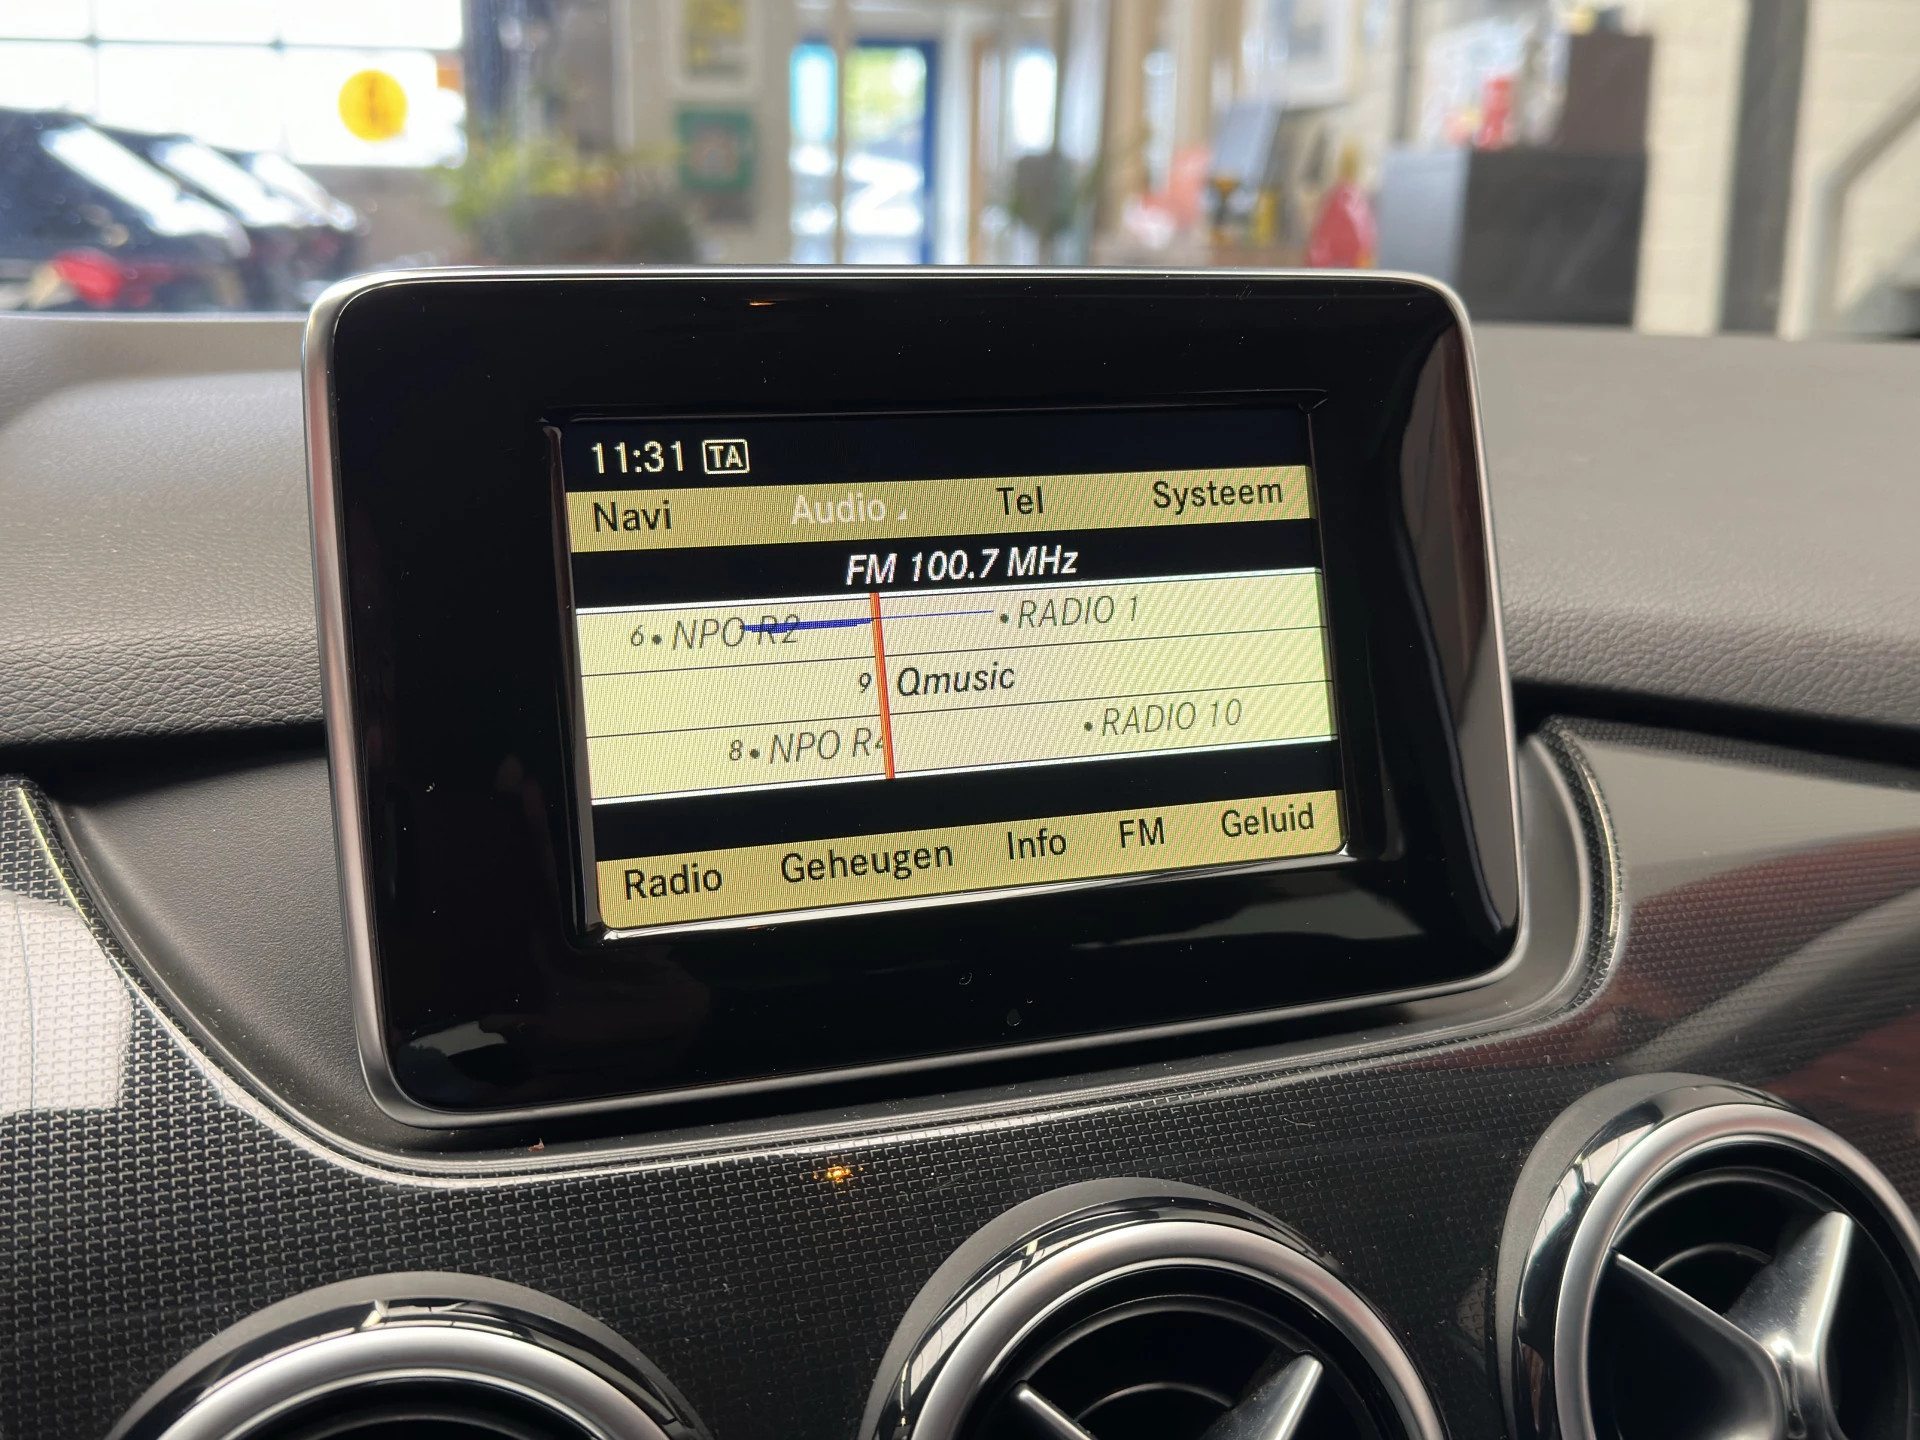 11:31 TA
Navi Audio Tel Systeem
FM 100.7 MHz
6 • NPO R2 • RADIO 1
9 Qmusic
8 • NPO R4 • RADIO 10
Radio Geheugen Info FM Geluid